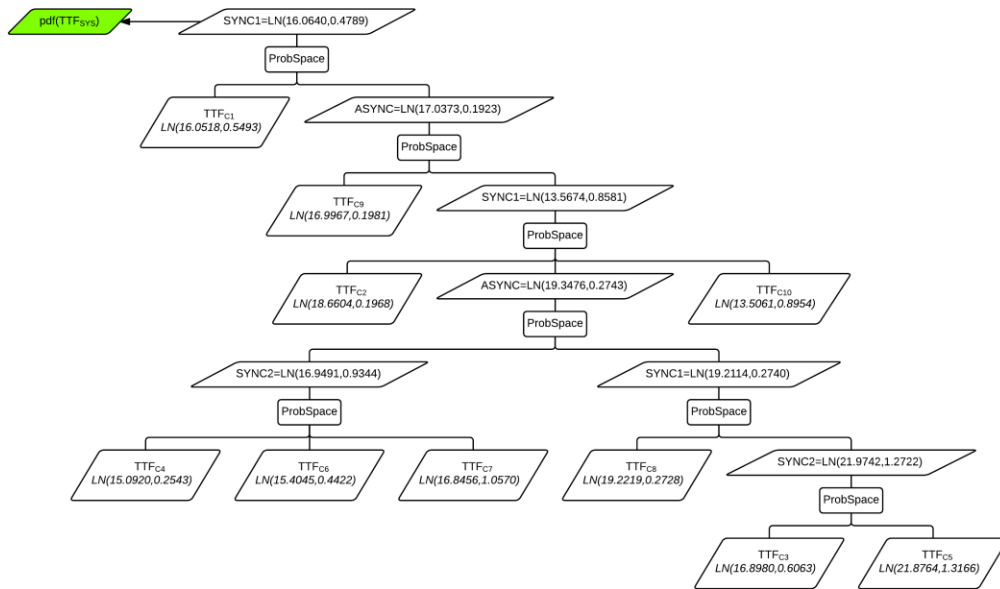 pdf(TTFSYS)
SYNC1=LN(16.0640,0.4789)
ProbSpace
TTFC1
LN(16.0518,0.5493)
ASYNC=LN(17.0373,0.1923)
ProbSpace
TTFC9
LN(16.9967,0.1981)
SYNC1=LN(13.5674,0.8581)
ProbSpace
TTFC2
LN(18.6604,0.1968)
ASYNC=LN(19.3476,0.2743)
TTFC10
LN(13.5061,0.8954)
ProbSpace
SYNC2=LN(16.9491,0.9344)
SYNC1=LN(19.2114,0.2740)
ProbSpace
ProbSpace
TTFC4
LN(15.0920,0.2543)
TTFC6
LN(15.4045,0.4422)
TTFC7
LN(16.8456,1.0570)
TTFC8
LN(19.2219,0.2728)
SYNC2=LN(21.9742,1.2722)
ProbSpace
TTFC3
LN(16.8980,0.6063)
TTFC5
LN(21.8764,1.3166)